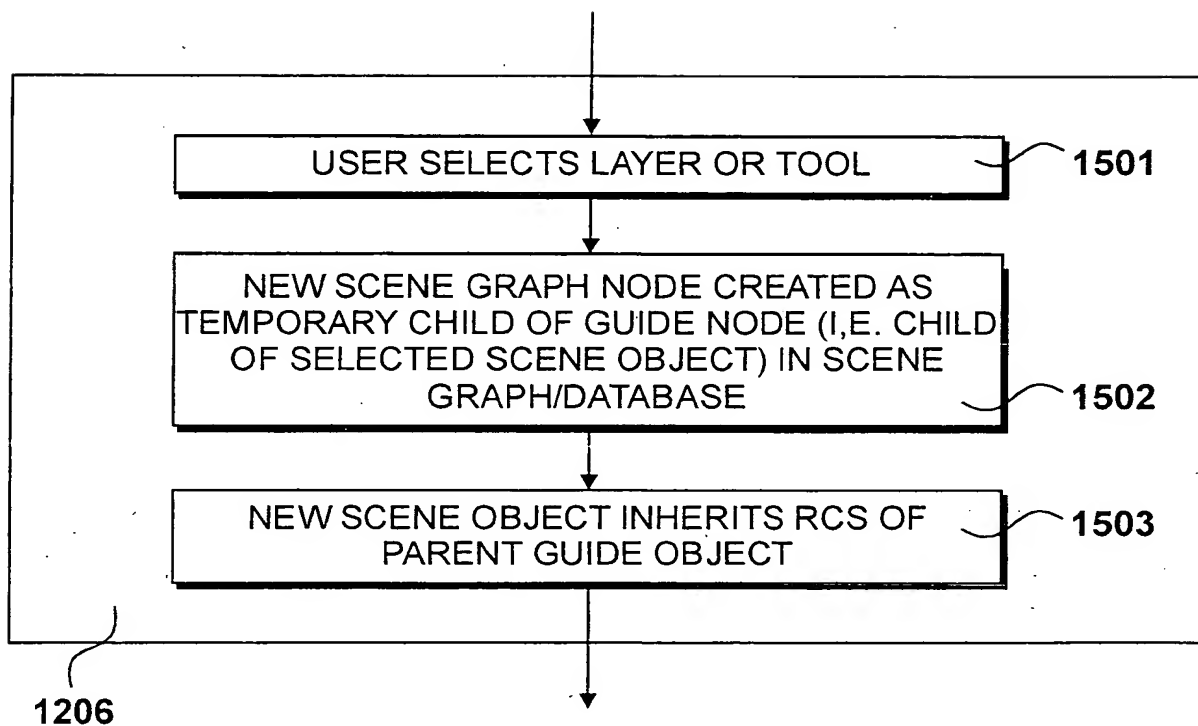 USER SELECTS LAYER OR TOOL
1501
NEW SCENE GRAPH NODE CREATED AS
TEMPORARY CHILD OF GUIDE NODE (I,E. CHILD
OF SELECTED SCENE OBJECT) IN SCENE
GRAPH/DATABASE
1502
NEW SCENE OBJECT INHERITS RCS OF
PARENT GUIDE OBJECT
1503
1206